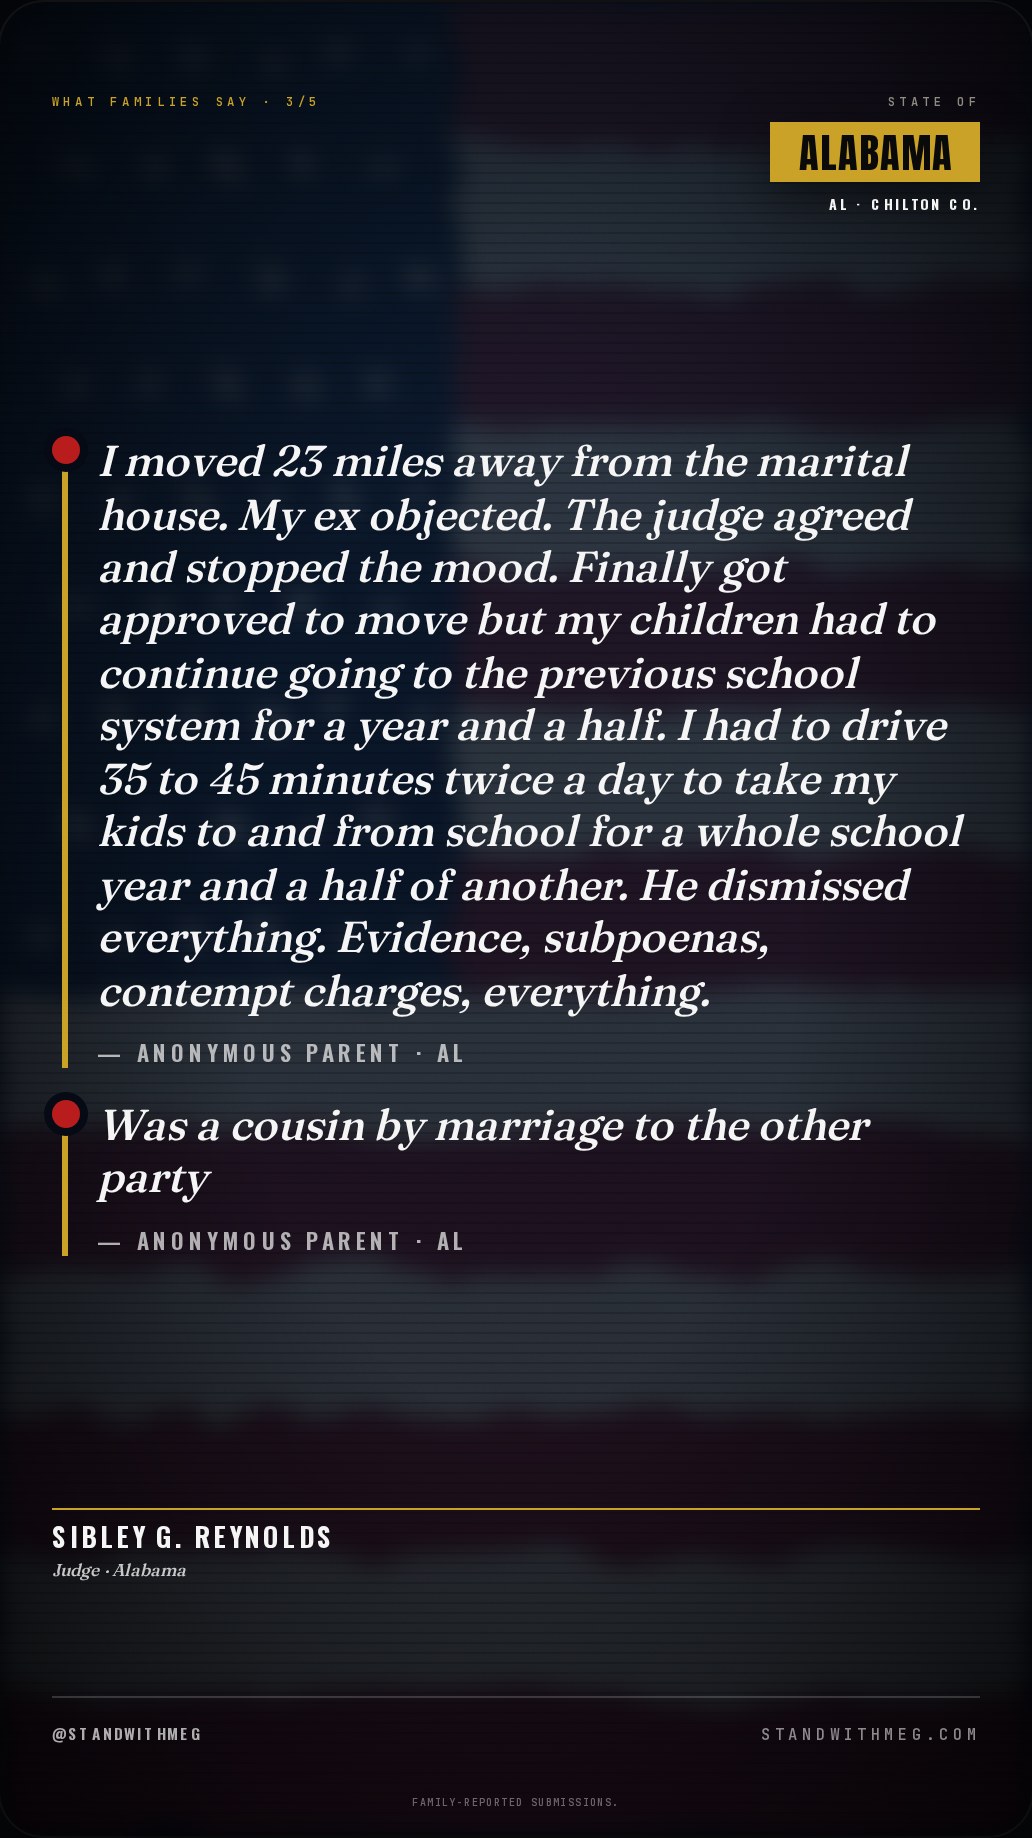 WHAT FAMILIES SAY · 3/5
STATE OF
ALABAMA
AL · CHILTON CO.
I moved 23 miles away from the marital
house. My ex objected. The judge agreed
and stopped the mood. Finally got
approved to move but my children had to
continue going to the previous school
system for a year and a half. I had to drive
35 to 45 minutes twice a day to take my
kids to and from school for a whole school
year and a half of another. He dismissed
everything. Evidence, subpoenas,
contempt charges, everything.
— ANONYMOUS PARENT · AL
Was a cousin by marriage to the other
party
— ANONYMOUS PARENT · AL
SIBLEY G. REYNOLDS
Judge · Alabama
@STANDWITHMEG
STANDWITHMEG.COM
FAMILY-REPORTED SUBMISSIONS.